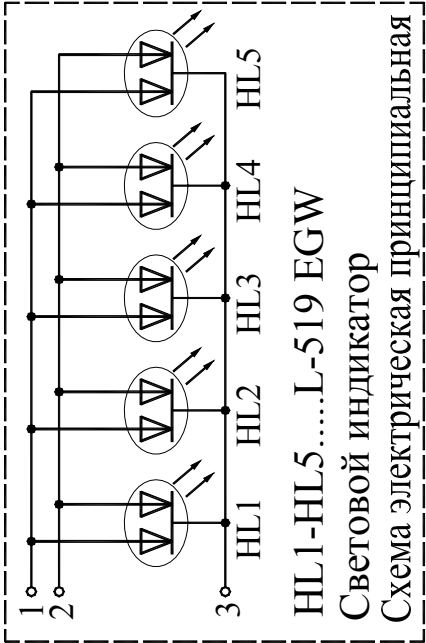 1
2
3
HL1 HL2 HL3 HL4 HL5
HL1-HL5.....L-519 EGW
Световой индикатор
Схема электрическая принципиальная